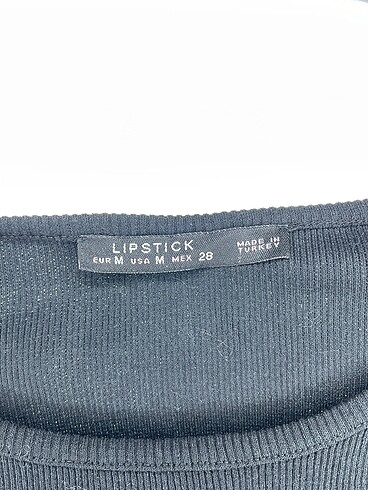 LIPSTICK
EUR M USA M MEX 28
MADE IN
TURKEY